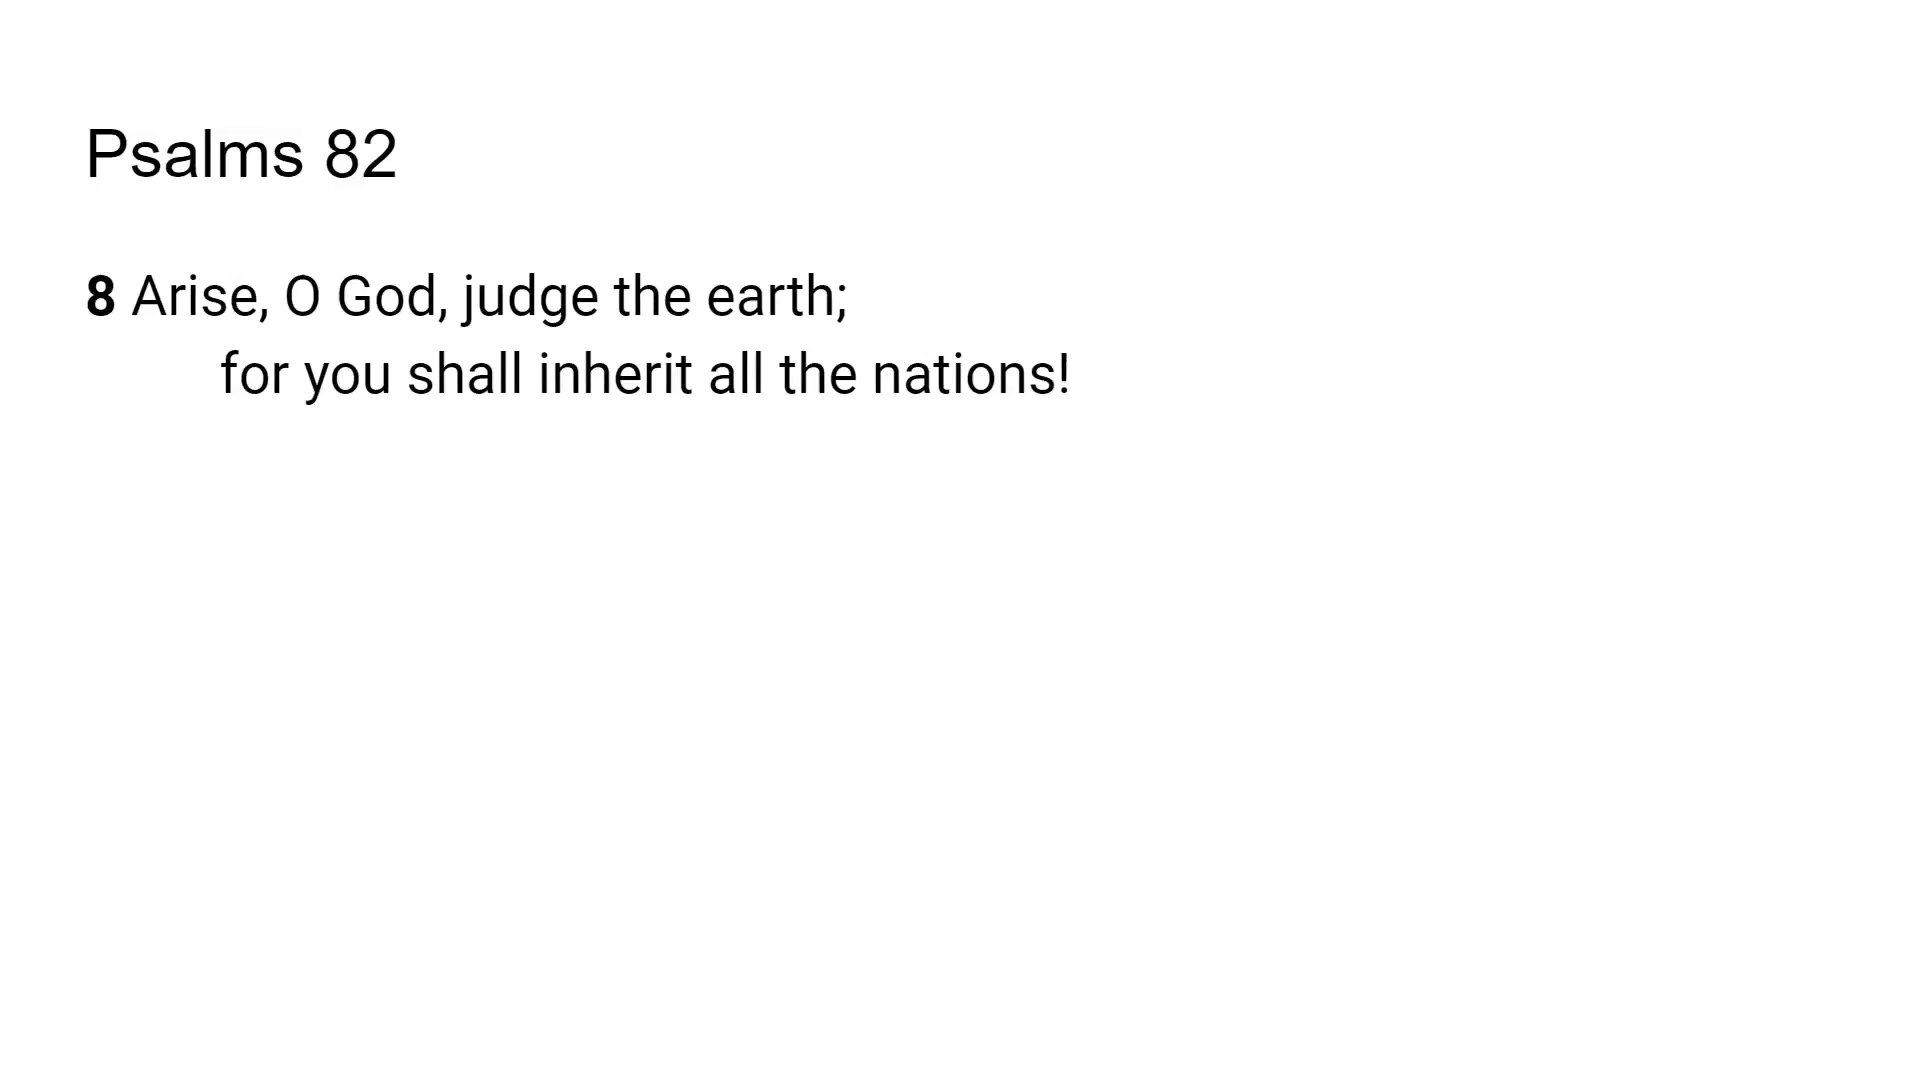 Psalms 82
8 Arise, O God, judge the earth;
for you shall inherit all the nations!